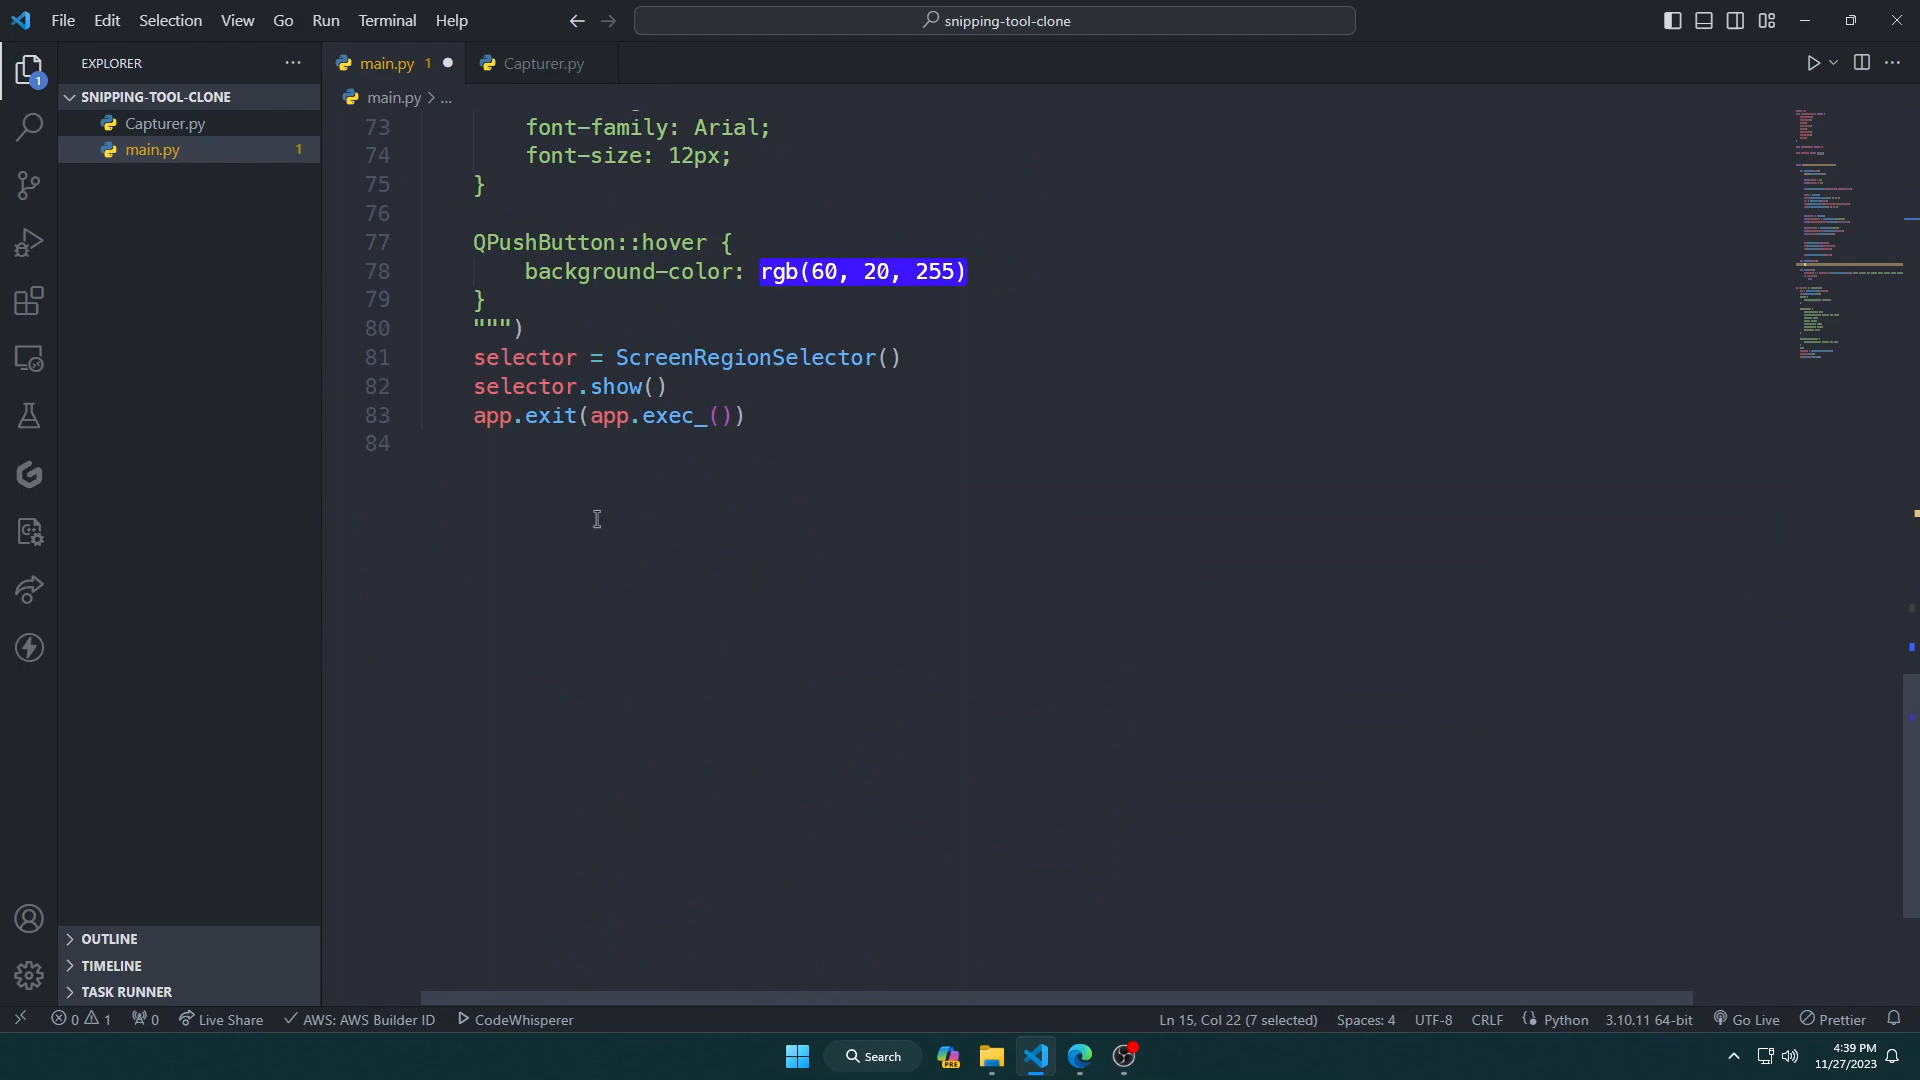 File Edit Selection View Go Run Terminal Help
snipping-tool-clone
1
EXPLORER
SNIPPING-TOOL-CLONE
Capturer.py
main.py 1
main.py 1
Capturer.py
main.py > ...
73 font-family: Arial;
74 font-size: 12px;
75 }
76
77 QPushButton::hover {
78 background-color: rgb(60, 20, 255)
79 }
80 """)
81 selector = ScreenRegionSelector()
82 selector.show()
83 app.exit(app.exec_())
84
OUTLINE
TIMELINE
TASK RUNNER
0 1 0 Live Share AWS: AWS Builder ID CodeWhisperer Ln 15, Col 22 (7 selected) Spaces: 4 UTF-8 CRLF Python 3.10.11 64-bit Go Live Prettier
Search
PRE
4:39 PM
11/27/2023